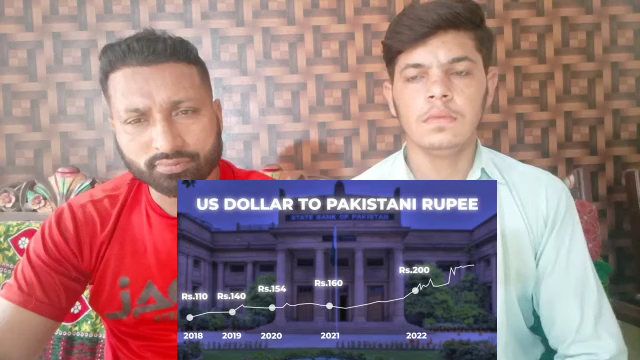 US DOLLAR TO PAKISTANI RUPEE
STATE BANK OF PAKISTAN
Rs.200
Rs.160
Rs.154
Rs.140
Rs.110
2018 2019 2020 2021 2022